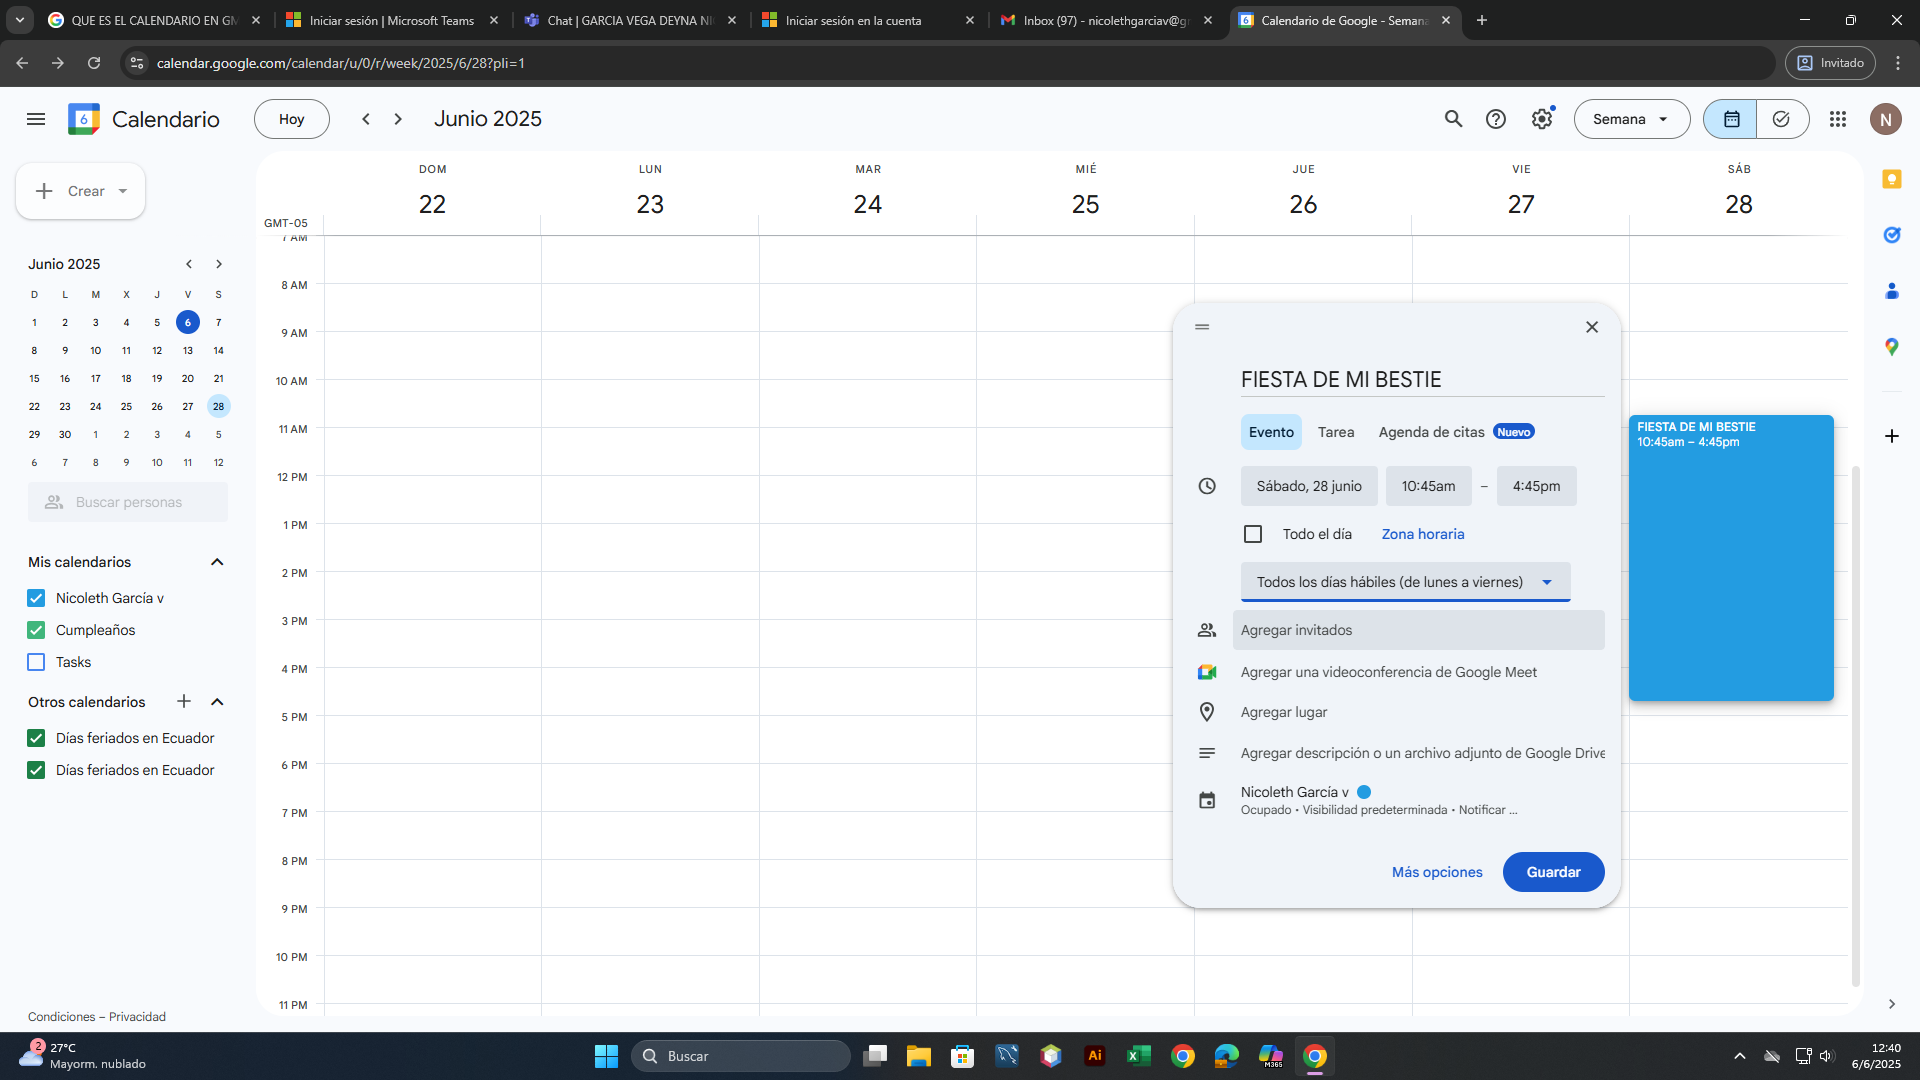 QUE ES EL CALENDARIO EN GM
Iniciar sesión | Microsoft Teams
Chat | GARCIA VEGA DEYNA NI
Iniciar sesión en la cuenta
Inbox (97) - nicolethgarciav@gm
Calendario de Google - Semana
calendar.google.com/calendar/u/0/r/week/2025/6/28?pli=1
Invitado
6
Calendario
Hoy
Junio 2025
Semana
N
Crear
DOM
LUN
MAR
MIÉ
JUE
VIE
SÁB
22
23
24
25
26
27
28
GMT-05
7 AM
8 AM
9 AM
10 AM
11 AM
12 PM
1 PM
2 PM
3 PM
4 PM
5 PM
6 PM
7 PM
8 PM
9 PM
10 PM
11 PM
Junio 2025
D L M X J V S
1 2 3 4 5 6 7
8 9 10 11 12 13 14
15 16 17 18 19 20 21
22 23 24 25 26 27 28
29 30 1 2 3 4 5
6 7 8 9 10 11 12
Buscar personas
Mis calendarios
Nicoleth García v
Cumpleaños
Tasks
Otros calendarios
Días feriados en Ecuador
Días feriados en Ecuador
Condiciones – Privacidad
FIESTA DE MI BESTIE
Evento
Tarea
Agenda de citas
Nuevo
Sábado, 28 junio
10:45am
–
4:45pm
Todo el día
Zona horaria
Todos los días hábiles (de lunes a viernes)
Agregar invitados
Agregar una videoconferencia de Google Meet
Agregar lugar
Agregar descripción o un archivo adjunto de Google Drive
Nicoleth García v
Ocupado • Visibilidad predeterminada • Notificar ...
Más opciones
Guardar
FIESTA DE MI BESTIE
10:45am – 4:45pm
2
27°C
Mayorm. nublado
Buscar
Ai
M365
12:40
6/6/2025